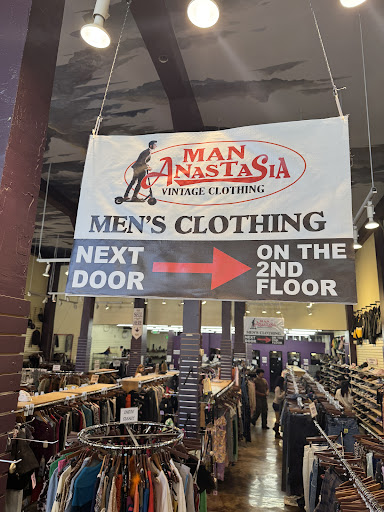 MAN
ANASTASIA
VINTAGE CLOTHING
MEN'S CLOTHING
NEXT DOOR
ON THE 2ND FLOOR